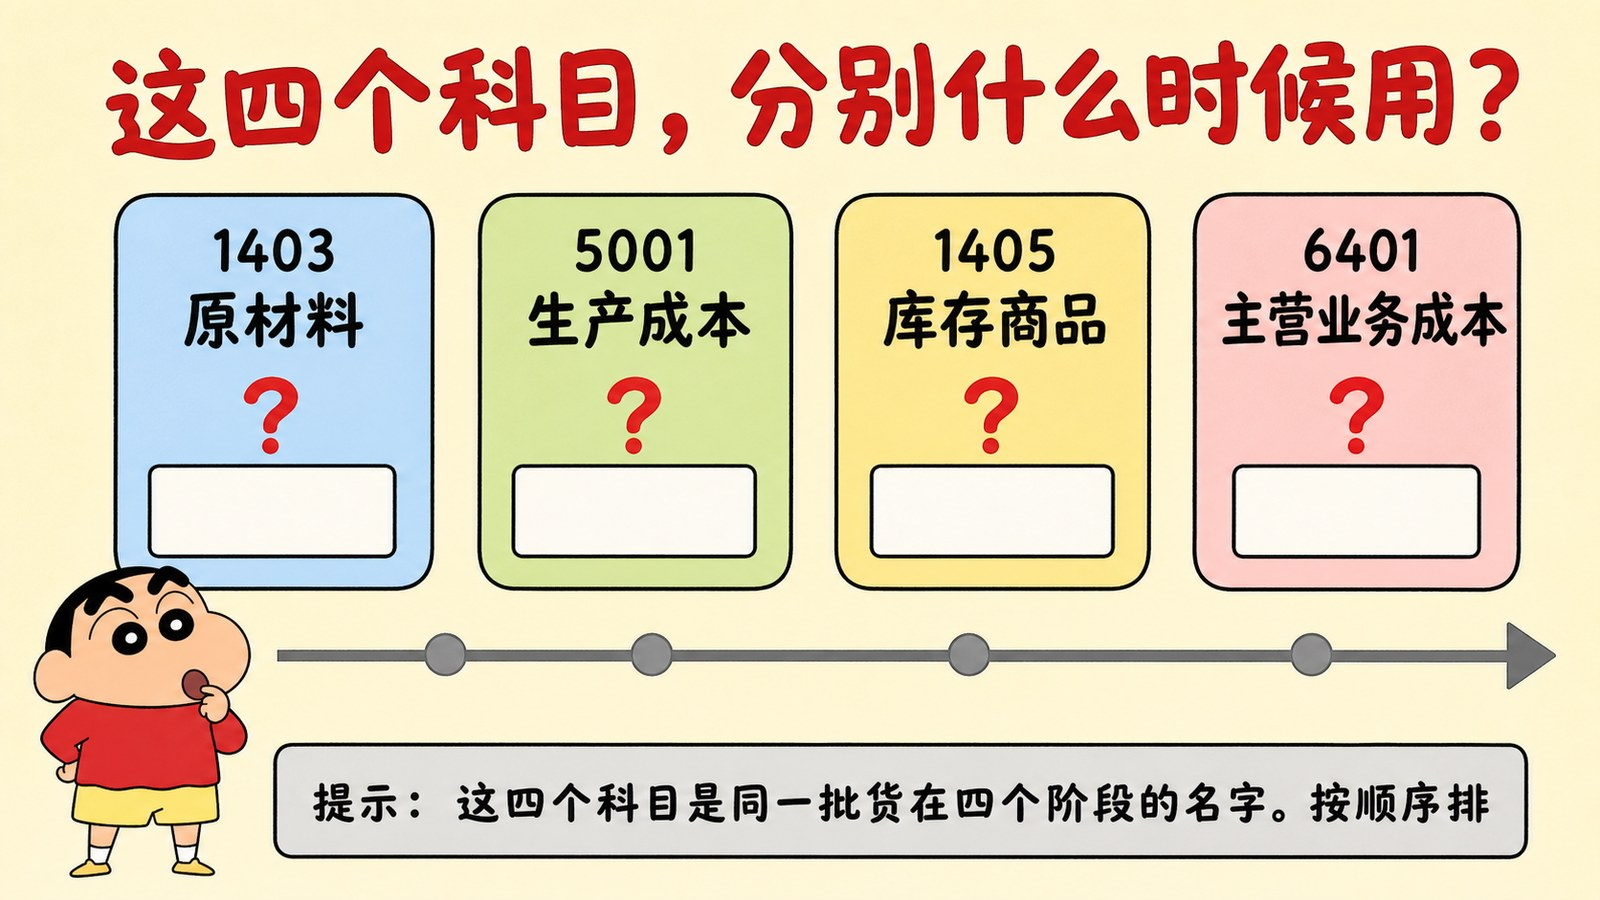 这四个科目，分别什么时候用？
1403
原材料
？
5001
生产成本
？
1405
库存商品
？
6401
主营业务成本
？
提示：这四个科目是同一批货在四个阶段的名字。按顺序排